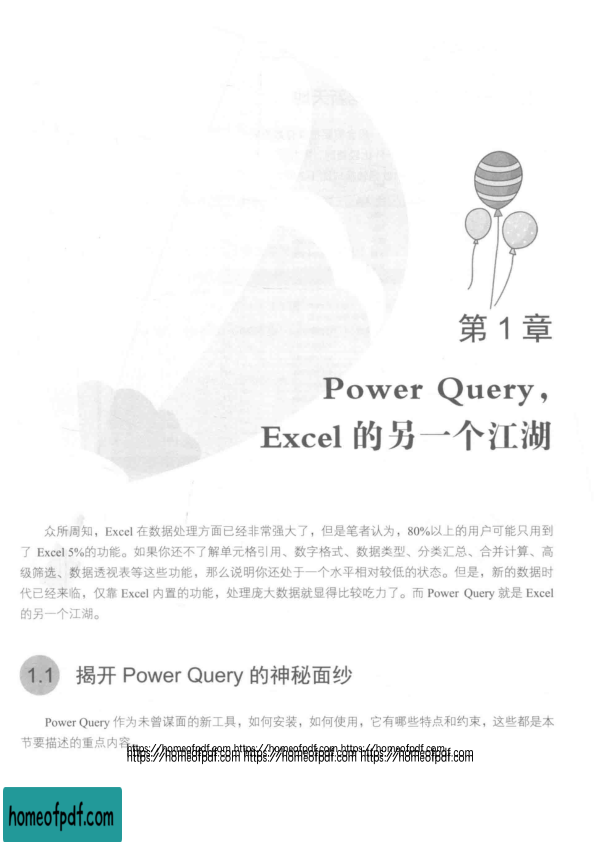 第 1 章
Power Query，
Excel 的另一个江湖
众所周知，Excel 在数据处理方面已经非常强大了，但是笔者认为，80%以上的用户可能只用到
了 Excel 5%的功能。如果你还不了解单元格引用、数字格式、数据类型、分类汇总、合并计算、高
级筛选、数据透视表等这些功能，那么说明你还处于一个水平相对较低的状态。但是，新的数据时
代已经来临，仅靠 Excel 内置的功能，处理庞大数据就显得比较吃力了。而 Power Query 就是 Excel
的另一个江湖。
1.1 揭开 Power Query 的神秘面纱
Power Query 作为未曾谋面的新工具，如何安装，如何使用，它有哪些特点和约束，这些都是本
节要描述的重点内容
https://homeofpdf.com https://homeofpdf.com https://homeofpdf.com
https://homeofpdf.com https://homeofpdf.com https://homeofpdf.com
homeofpdf.com